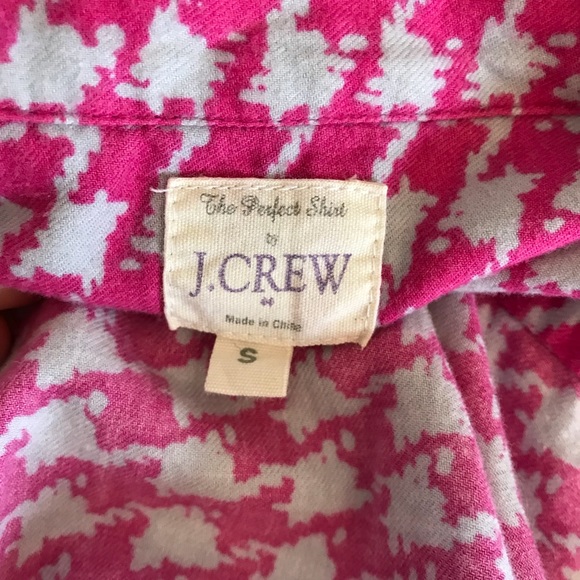 The Perfect Shirt
by
J.CREW
Made in China
S